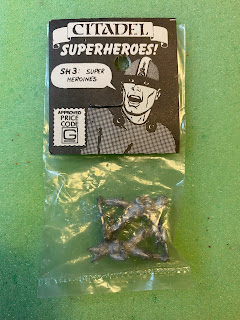 CITADEL
SUPERHEROES!
SH3: SUPER
HEROINES
APPROVED
PRICE
CODE
G